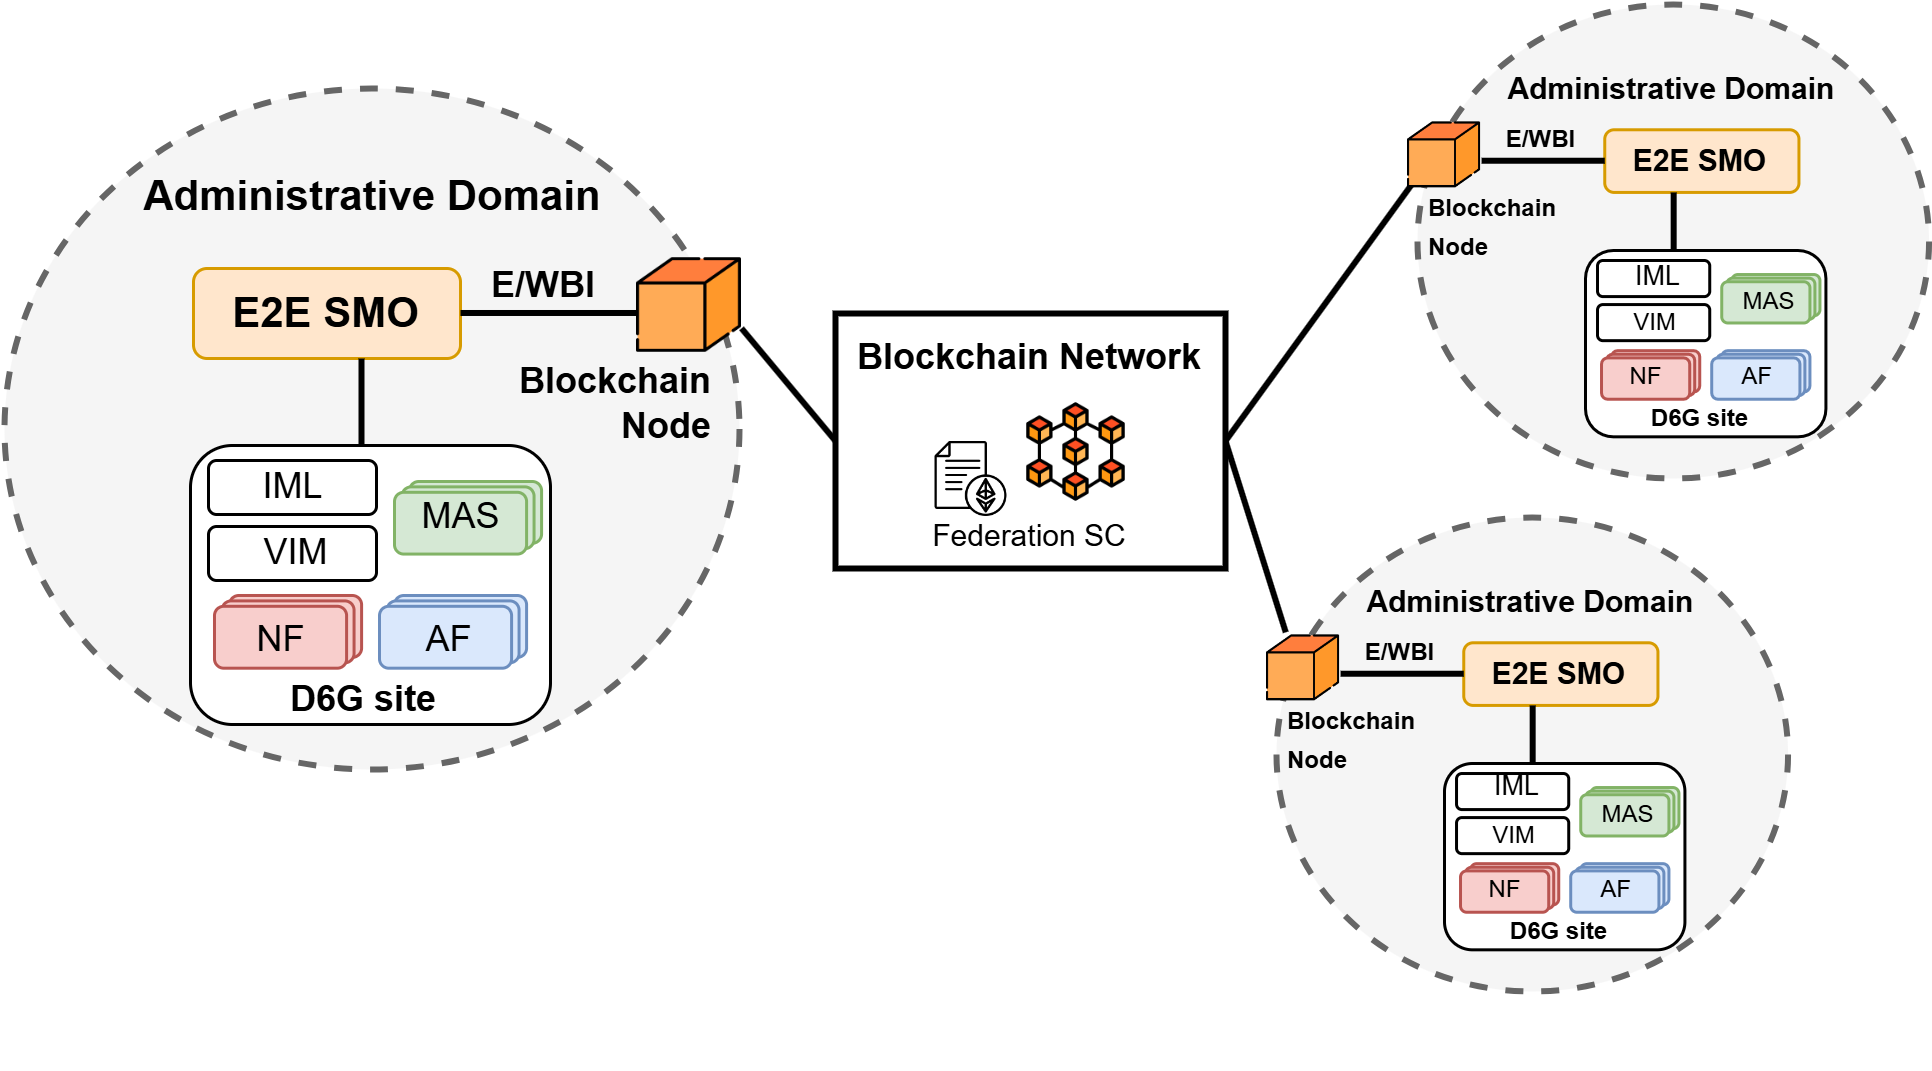 Administrative Domain
E2E SMO
E/WBI
Blockchain
Node
IML
VIM
MAS
NF
AF
D6G site
Blockchain Network
Federation SC
Administrative Domain
E/WBI
E2E SMO
Blockchain
Node
IML
VIM
MAS
NF
AF
D6G site
Administrative Domain
E/WBI
E2E SMO
Blockchain
Node
IML
VIM
MAS
NF
AF
D6G site